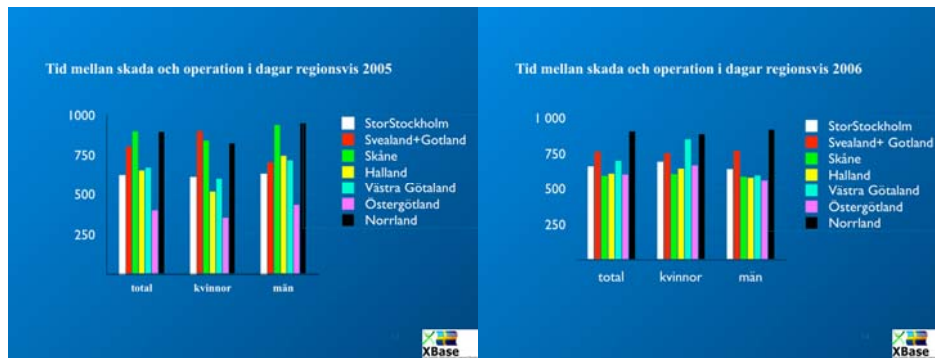 Tid mellan skada och operation i dagar regionsvis 2005
1000
750
500
250
total kvinnor män
StorStockholm
Svealand+Gotland
Skåne
Halland
Västra Götaland
Östergötland
Norrland
XBase
Tid mellan skada och operation i dagar regionsvis 2006
1 000
750
500
250
total kvinnor män
StorStockholm
Svealand+ Gotland
Skåne
Halland
Västra Götaland
Östergötland
Norrland
XBase